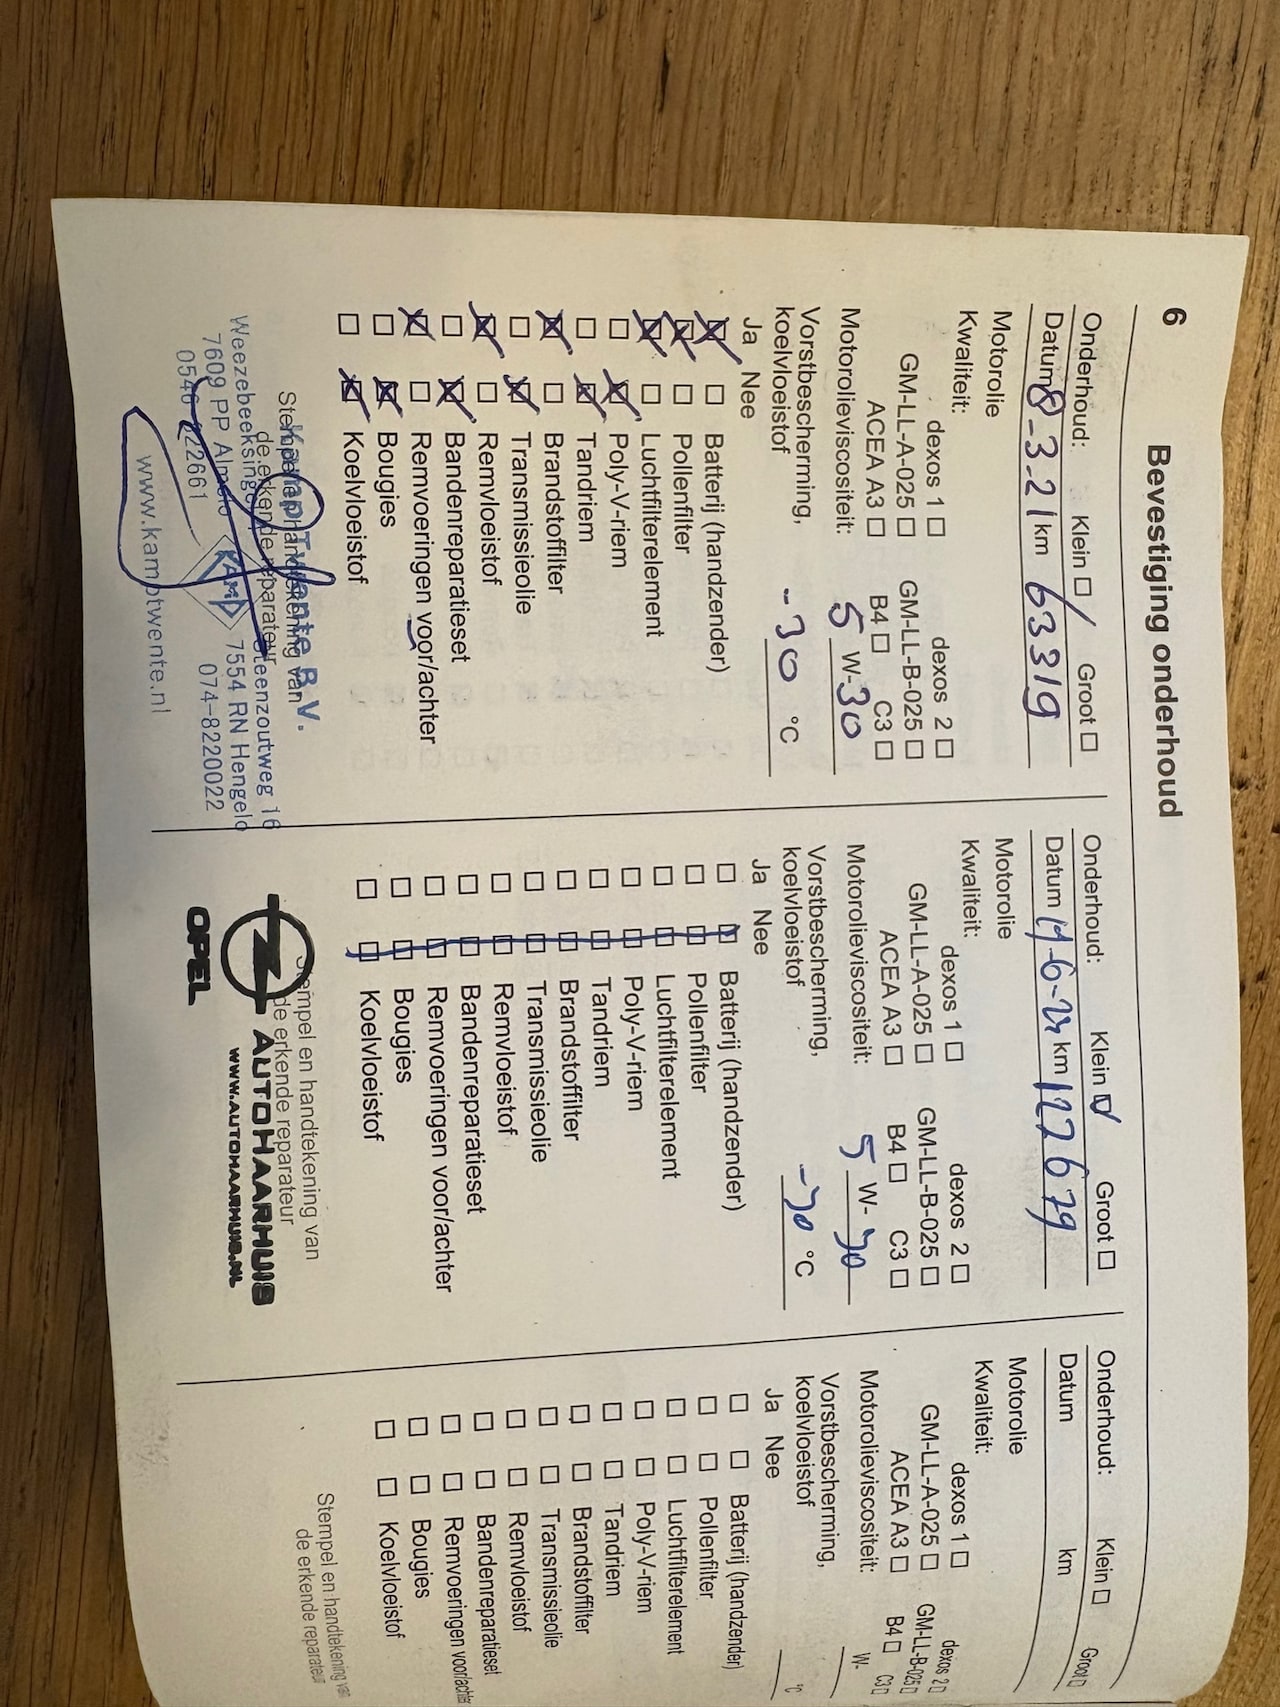 6 Bevestiging onderhoud
Onderhoud: Klein Groot
Datum 8-3-21 km 63319
Motorolie
Kwaliteit:
dexos 1 dexos 2
GM-LL-A-025 GM-LL-B-025
ACEA A3 B4 C3
Motorolieviscositeit: 5 W-30
Vorstbescherming,
koelvloeistof -30 °C
Ja Nee
Batterij (handzender)
Pollenfilter
Luchtfilterelement
Poly-V-riem
Tandriem
Brandstoffilter
Transmissieolie
Remvloeistof
Bandenreparatieset
Remvoeringen voor/achter
Bougies
Koelvloeistof
Stempel en handtekening van
de erkende reparateur
Kamp Twente B.V.
Weezebeeksingel Steenzoutweg 16
7609 PP Almelo 7554 RN Hengelo
KAMP
074-8220022
www.kamptwente.nl
Onderhoud: Klein Groot
Datum km 122679
Motorolie
Kwaliteit:
dexos 1 dexos 2
GM-LL-A-025 GM-LL-B-025
ACEA A3 B4 C3
Motorolieviscositeit: 5 W-30
Vorstbescherming,
koelvloeistof -30 °C
Ja Nee
Batterij (handzender)
Pollenfilter
Luchtfilterelement
Poly-V-riem
Tandriem
Brandstoffilter
Transmissieolie
Remvloeistof
Bandenreparatieset
Remvoeringen voor/achter
Bougies
Koelvloeistof
Stempel en handtekening van
de erkende reparateur
AUTOHAARHUIS
WWW.AUTOHAARHUIS.NL
OPEL
Onderhoud: Klein Groot
Datum km
Motorolie
Kwaliteit:
dexos 1 dexos 2
GM-LL-A-025 GM-LL-B-025
ACEA A3 B4 C3
Motorolieviscositeit: W-
Vorstbescherming,
koelvloeistof °C
Ja Nee
Batterij (handzender)
Pollenfilter
Luchtfilterelement
Poly-V-riem
Tandriem
Brandstoffilter
Transmissieolie
Remvloeistof
Bandenreparatieset
Remvoeringen voor/achter
Bougies
Koelvloeistof
Stempel en handtekening van
de erkende reparateur